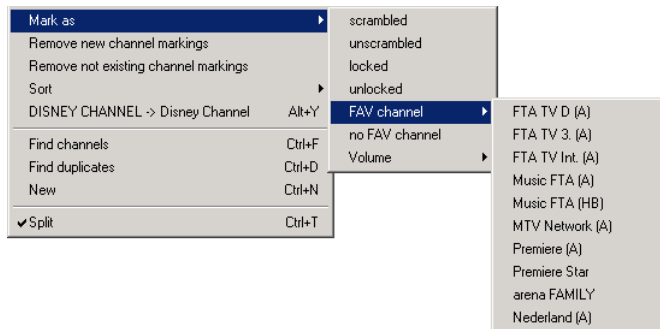 Mark as
Remove new channel markings
Remove not existing channel markings
Sort
DISNEY CHANNEL -> Disney Channel Alt+Y
Find channels Ctrl+F
Find duplicates Ctrl+D
New Ctrl+N
Split Ctrl+T
scrambled
unscrambled
locked
unlocked
FAV channel
no FAV channel
Volume
FTA TV D (A)
FTA TV 3. (A)
FTA TV Int. (A)
Music FTA (A)
Music FTA (HB)
MTV Network (A)
Premiere (A)
Premiere Star
arena FAMILY
Nederland (A)